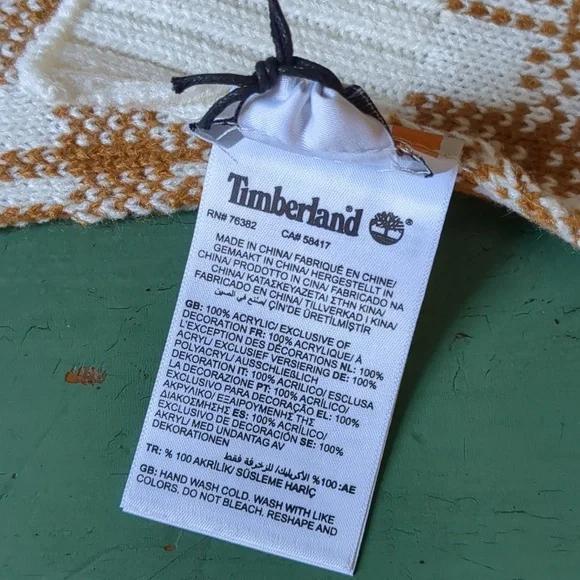 Timberland
RN# 76382 CA# 58417
MADE IN CHINA/ FABRIQUÉ EN CHINE/
GEMAAKT IN CHINA/ HERGESTELLT IN
CHINA/ PRODOTTO IN CINA/ FABRICADO NA
CHINA/ ΚΑΤΑΣΚΕΥΑΖΕΤΑΙ ΣΤΗΝ ΚΙΝΑ/
FABRICADO EN CHINA/ TILLVERKAD I KINA/
صنع في الصين/ ÇİN'DE ÜRETİLMİŞTİR
GB: 100% ACRYLIC/ EXCLUSIVE OF
DECORATION FR: 100% ACRYLIQUE/ À
L'EXCEPTION DES DÉCORATIONS NL: 100%
ACRYL/ EXCLUSIEF VERSIERING DE: 100%
POLYACRYL/ AUSSCHLIEßLICH
DEKORATION IT: 100% ACRILICO/ ESCLUSA
LA DECORAZIONE PT: 100% ACRÍLICO/
EXCLUSIVO PARA DECORAÇÃO EL: 100%
ΑΚΡΥΛΙΚΟ/ ΕΞΑΙΡΟΥΜΕΝΗΣ ΤΗΣ
ΔΙΑΚΟΣΜΗΣΗΣ ES: 100% ACRÍLICO/
EXCLUSIVO DE DECORACIÓN SE: 100%
AKRYL/ MED UNDANTAG AV
DEKORATIONEN
AE: 100% الأكريليك/ للزخرفة فقط
TR: % 100 AKRİLİK/ SÜSLEME HARİÇ
GB: HAND WASH COLD. WASH WITH LIKE
COLORS. DO NOT BLEACH. RESHAPE AND